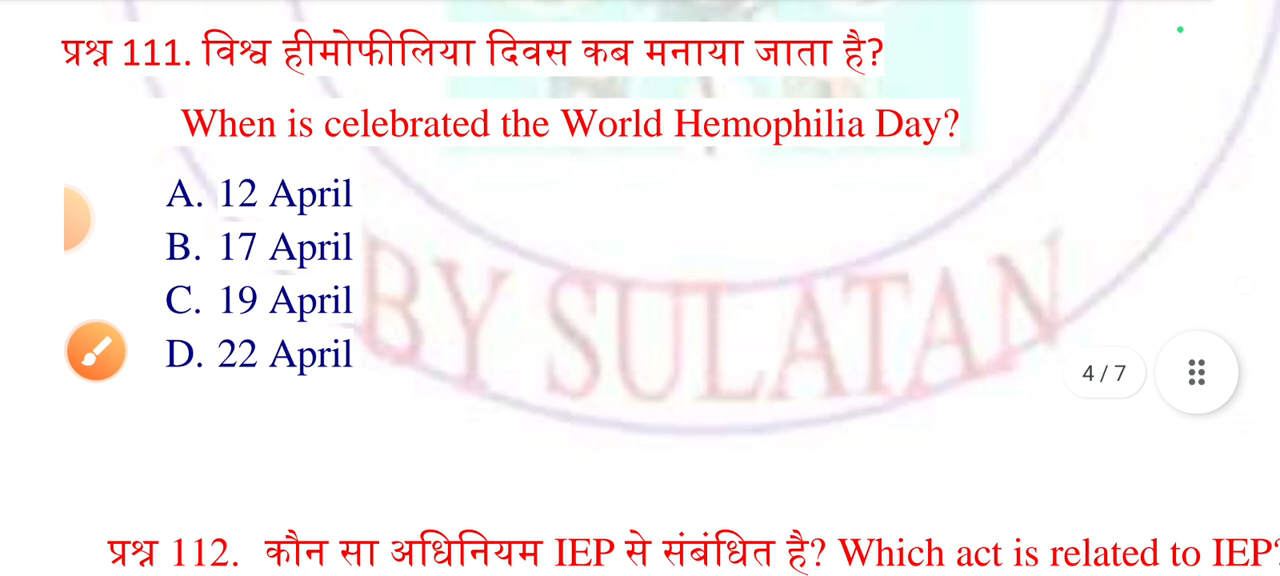 प्रश्न 111. विश्व हीमोफीलिया दिवस कब मनाया जाता है?
When is celebrated the World Hemophilia Day?
A. 12 April
B. 17 April
C. 19 April
D. 22 April
BY SULATAN
4 / 7
प्रश्न 112. कौन सा अधिनियम IEP से संबंधित है? Which act is related to IEP?